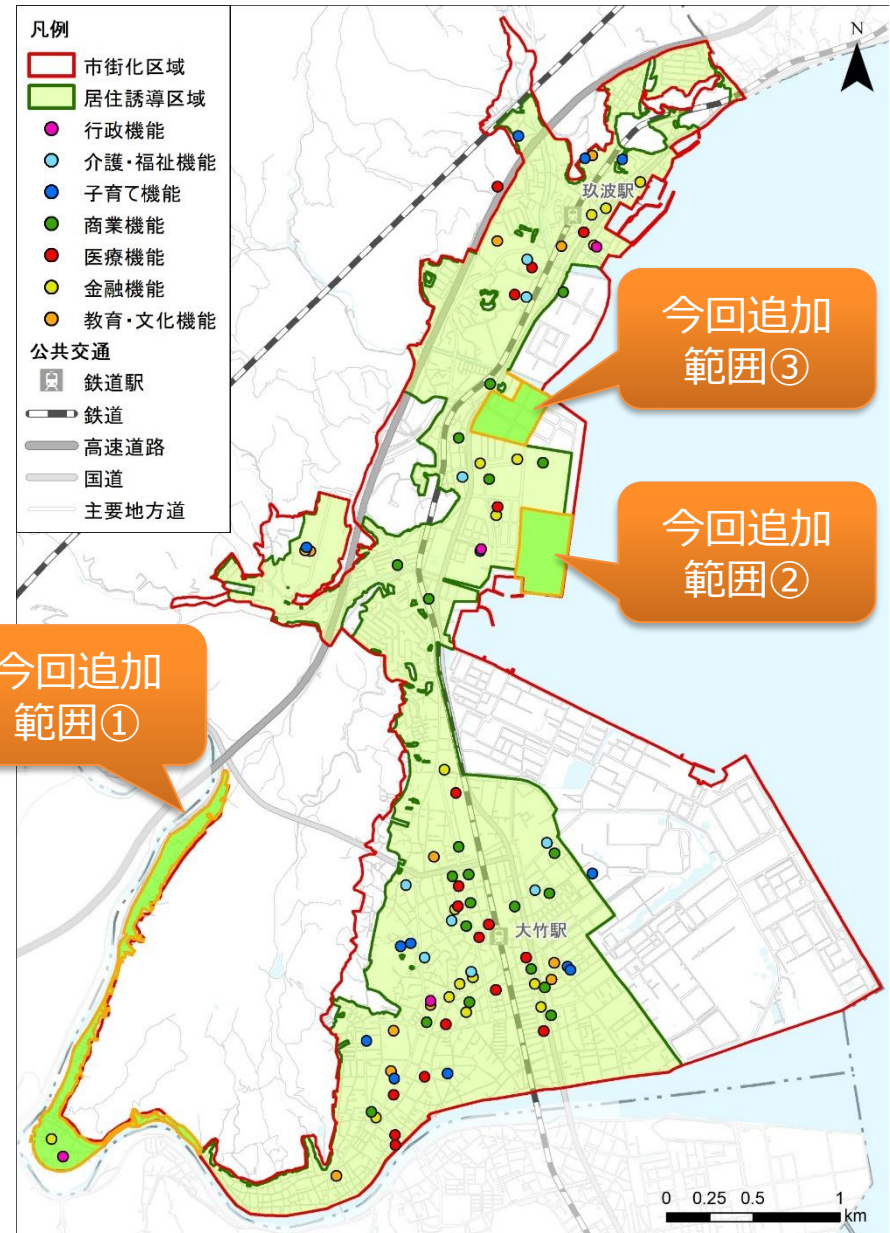 凡例
市街化区域
居住誘導区域
行政機能
介護・福祉機能
子育て機能
商業機能
医療機能
金融機能
教育・文化機能
公共交通
鉄道駅
鉄道
高速道路
国道
主要地方道
N
玖波駅
今回追加
範囲③
今回追加
範囲②
今回追加
範囲①
大竹駅
0 0.25 0.5 1
km